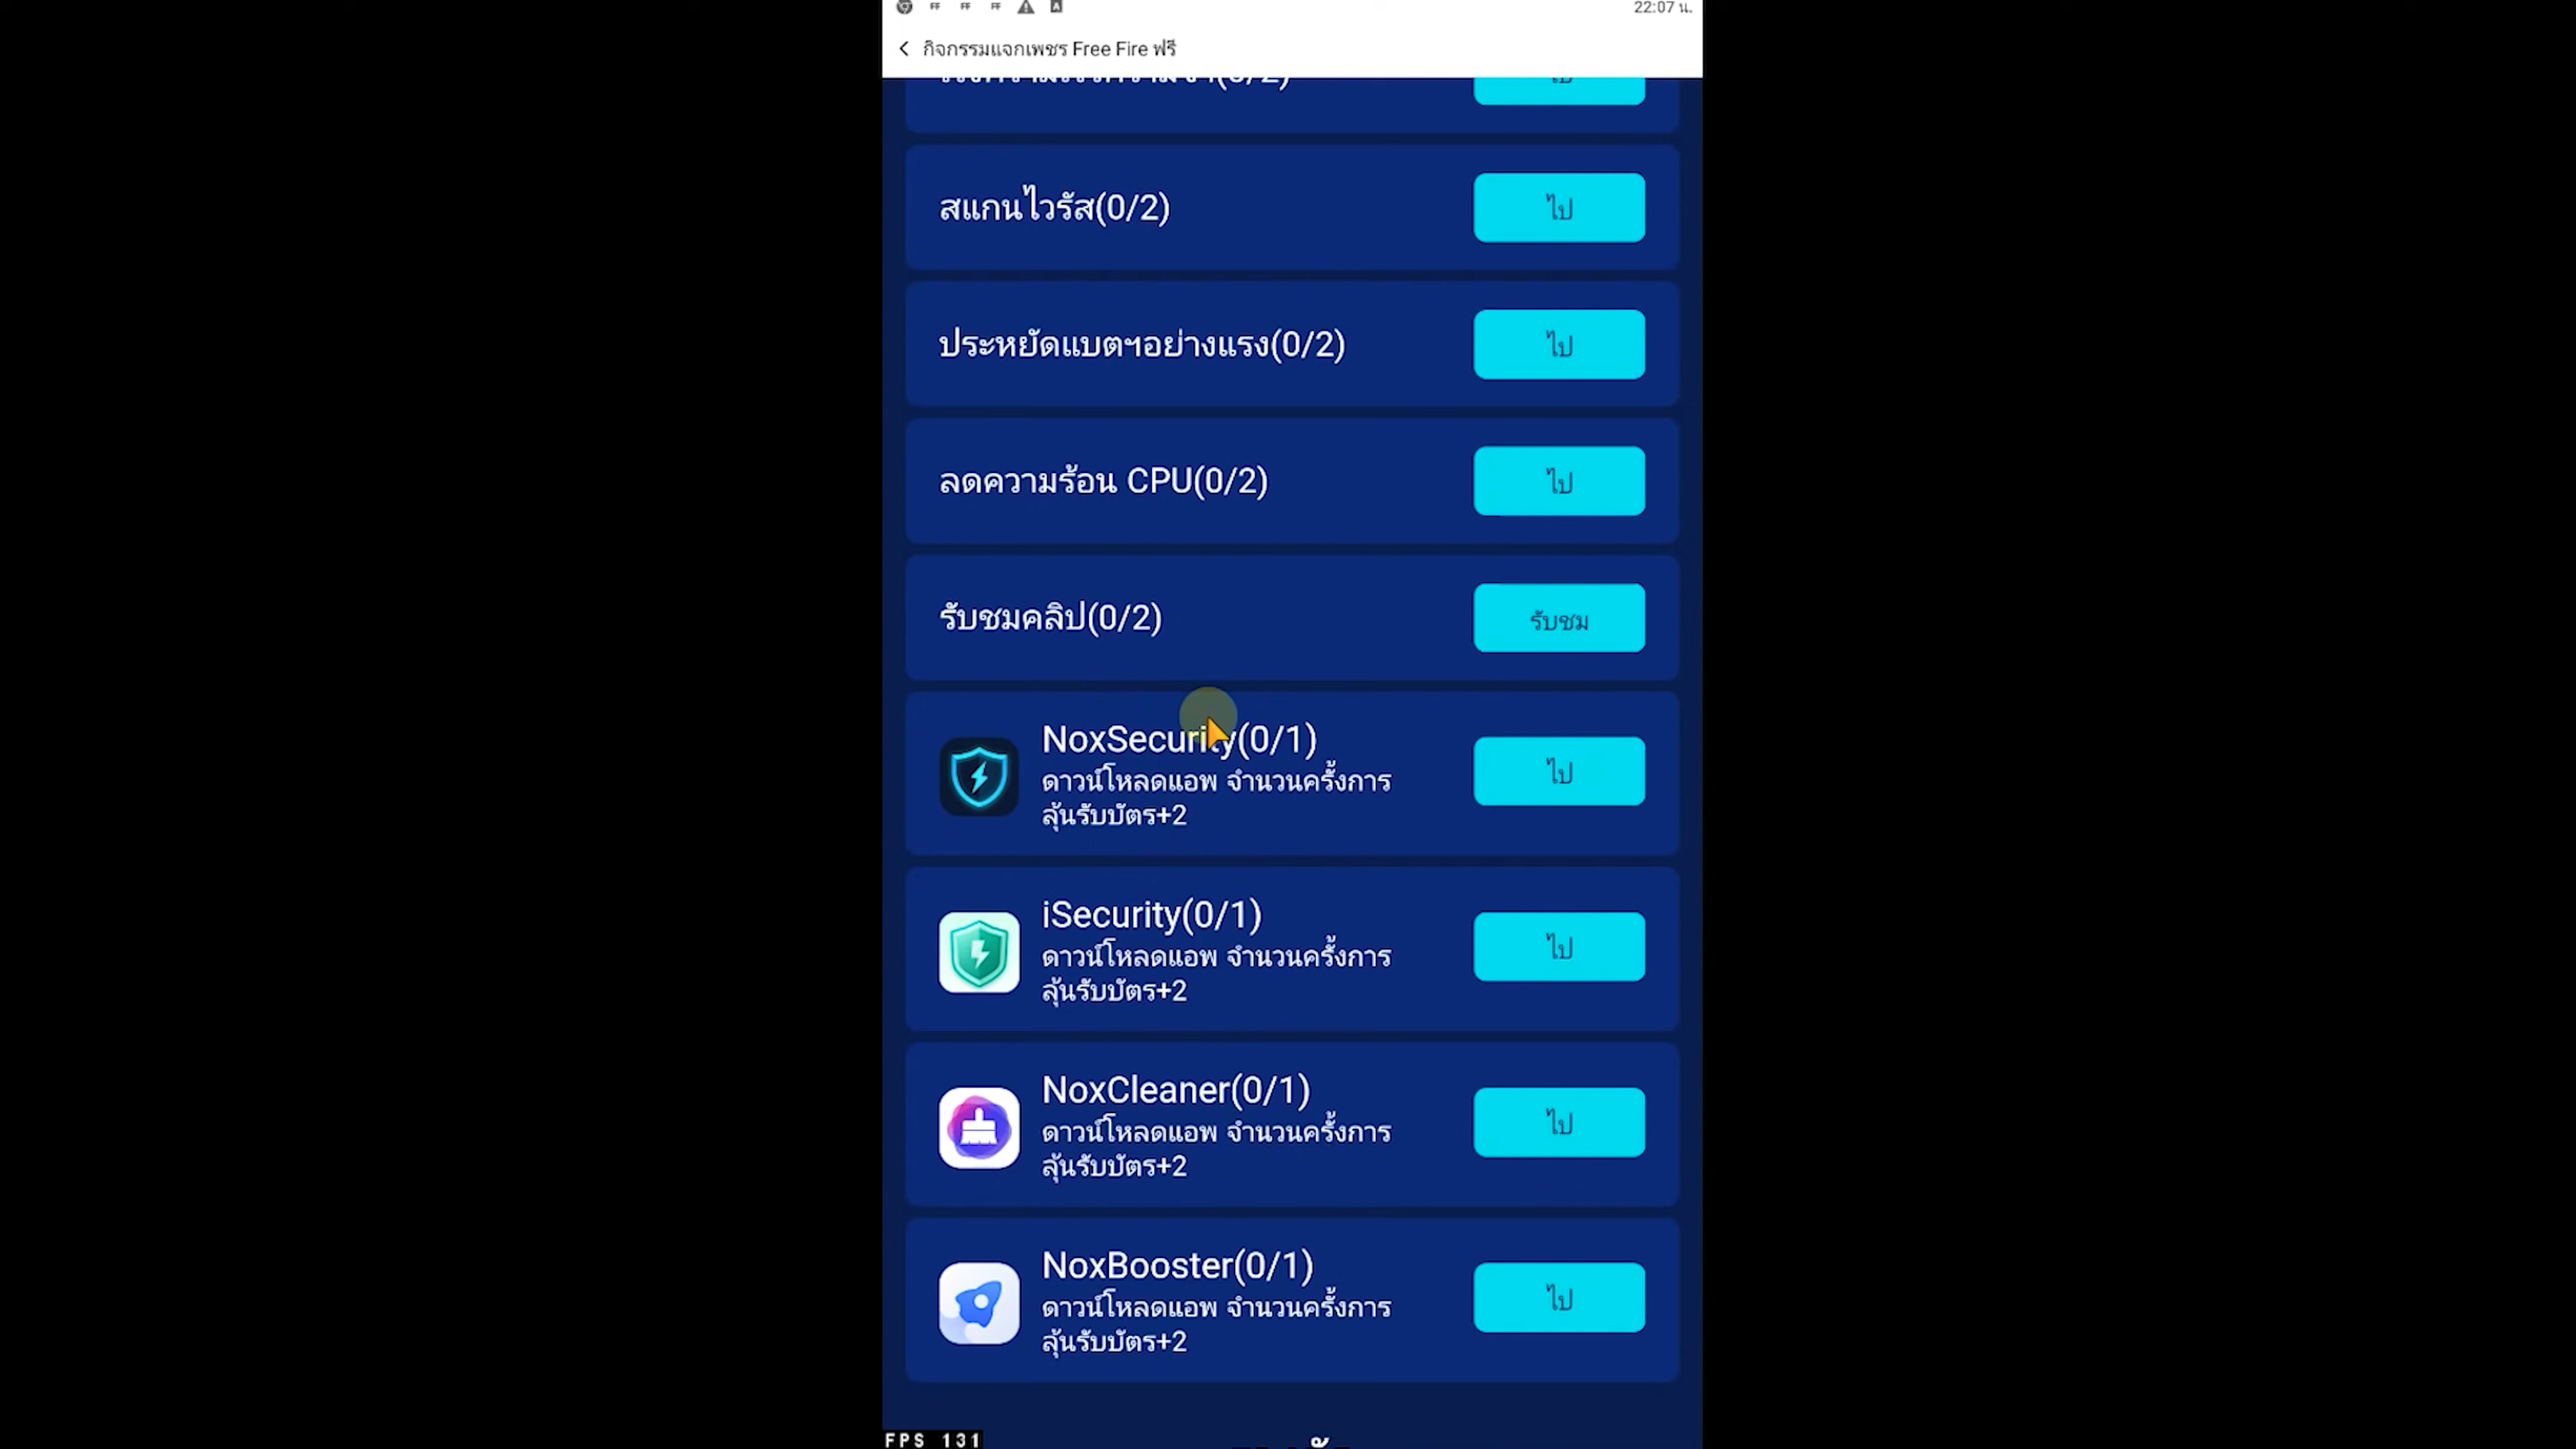 22:07 น.
กิจกรรมแจกเพชร Free Fire ฟรี
สแกนไวรัส(0/2)
ไป
ประหยัดแบตฯอย่างแรง(0/2)
ไป
ลดความร้อน CPU(0/2)
ไป
รับชมคลิป(0/2)
รับชม
NoxSecurity(0/1)
ดาวน์โหลดแอพ จำนวนครั้งการ
ลุ้นรับบัตร+2
ไป
iSecurity(0/1)
ดาวน์โหลดแอพ จำนวนครั้งการ
ลุ้นรับบัตร+2
ไป
NoxCleaner(0/1)
ดาวน์โหลดแอพ จำนวนครั้งการ
ลุ้นรับบัตร+2
ไป
NoxBooster(0/1)
ดาวน์โหลดแอพ จำนวนครั้งการ
ลุ้นรับบัตร+2
ไป
FPS 131